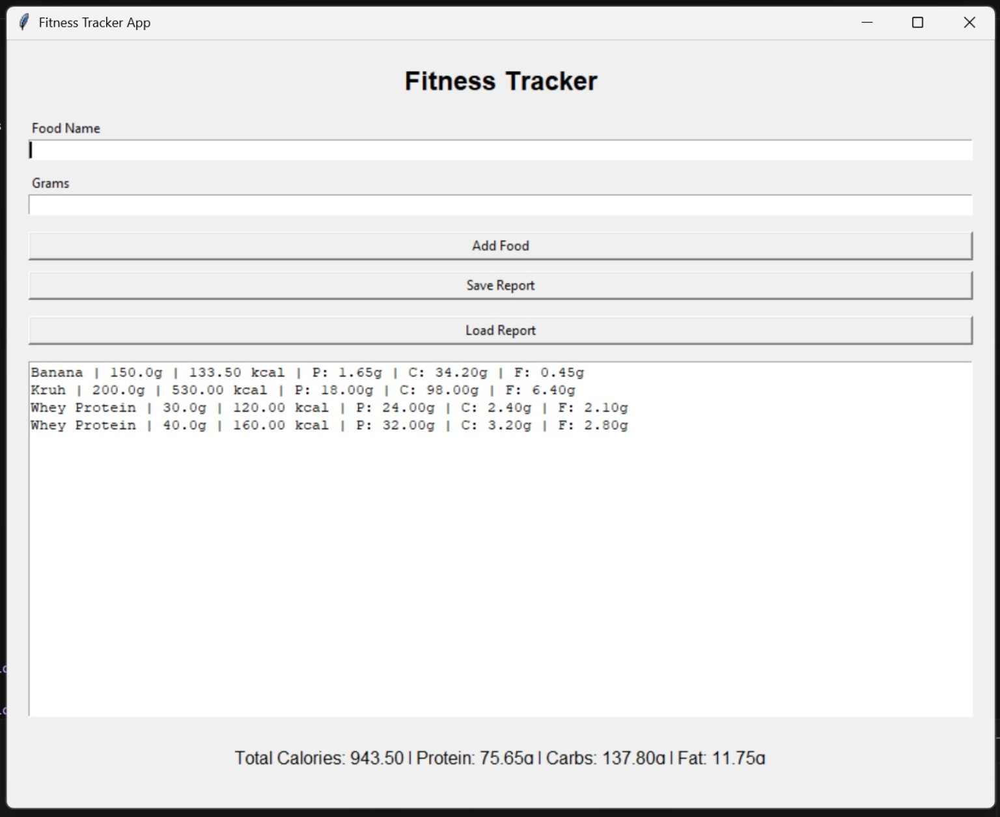 Fitness Tracker App
Fitness Tracker
Food Name
Grams
Add Food
Save Report
Load Report
Banana | 150.0g | 133.50 kcal | P: 1.65g | C: 34.20g | F: 0.45g
Kruh | 200.0g | 530.00 kcal | P: 18.00g | C: 98.00g | F: 6.40g
Whey Protein | 30.0g | 120.00 kcal | P: 24.00g | C: 2.40g | F: 2.10g
Whey Protein | 40.0g | 160.00 kcal | P: 32.00g | C: 3.20g | F: 2.80g
Total Calories: 943.50 | Protein: 75.65g | Carbs: 137.80g | Fat: 11.75g